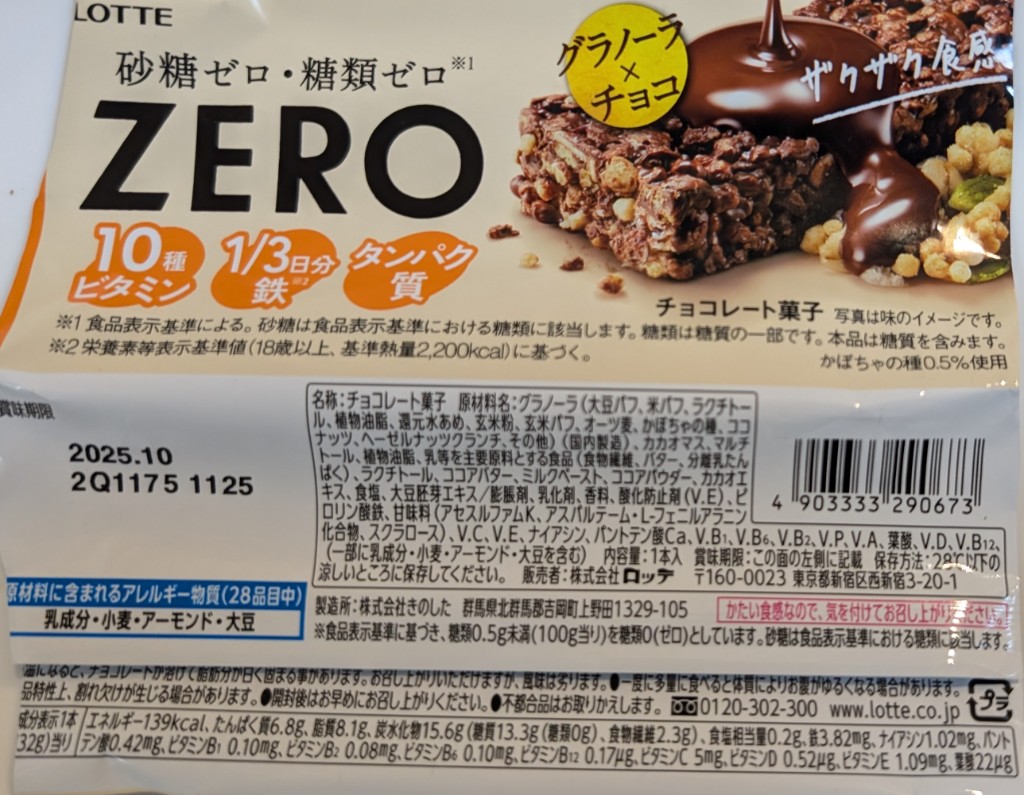 LOTTE
砂糖ゼロ・糖類ゼロ※1
ZERO
グラノーラ
×
チョコ
ザクザク食感
10種
ビタミン
1/3日分
鉄※2
タンパク
質
チョコレート菓子 写真は味のイメージです。
※1 食品表示基準による。砂糖は食品表示基準における糖類に該当します。糖類は糖質の一部です。本品は糖質を含みます。
※2 栄養素等表示基準値(18歳以上、基準熱量2,200kcal)に基づく。
かぼちゃの種0.5%使用
賞味期限
2025.10
2Q1175 1125
名称:チョコレート菓子 原材料名:グラノーラ(大豆パフ、米パフ、ラクチトー
ル、植物油脂、還元水あめ、玄米粉、玄米パフ、オーツ麦、かぼちゃの種、ココ
ナッツ、ヘーゼルナッツクランチ、その他)(国内製造)、カカオマス、マルチ
トール、植物油脂、乳等を主要原料とする食品(食物繊維、バター、分離乳たん
ぱく)、ラクチトール、ココアバター、ミルクペースト、ココアパウダー、カカオエ
キス、食塩、大豆胚芽エキス/膨脹剤、乳化剤、香料、酸化防止剤(V.E)、ピ
ロリン酸鉄、甘味料(アセスルファムK、アスパルテーム・L-フェニルアラニン
化合物、スクラロース)、V.C、V.E、ナイアシン、パントテン酸Ca、V.B1、V.B6、V.B2、V.P、V.A、葉酸、V.D、V.B12、
(一部に乳成分・小麦・アーモンド・大豆を含む) 内容量:1本入 賞味期限:この面の左側に記載 保存方法:28℃以下の
涼しいところに保存してください。 販売者:株式会社ロッテ 〒160-0023 東京都新宿区西新宿3-20-1
4 903333 290673
原材料に含まれるアレルギー物質(28品目中)
乳成分・小麦・アーモンド・大豆
製造所:株式会社きのした 群馬県北群馬郡吉岡町上野田1329-105
かたい食感なので、気を付けてお召し上がりください。
※食品表示基準に基づき、糖類0.5g未満(100g当り)を糖類0(ゼロ)としています。砂糖は食品表示基準における糖類に該当します。
になると、チョコレートが溶けて脂肪分が白く固まる事があります。お召し上がりいただけますが、風味は劣ります。●一度に多量に食べると体質によりお腹がゆるくなる場合があります。
品特性上、割れ欠けが生じる場合があります。●開封後はお早めにお召し上がりください。●不都合品はお取りかえします。0120-302-300 www.lotte.co.jp
プラ
成分表示1本
32g)当り
エネルギー139kcal、たんぱく質6.8g、脂質8.1g、炭水化物15.6g(糖質13.3g(糖類0g)、食物繊維2.3g)、食塩相当量0.2g、鉄3.82mg、ナイアシン1.02mg、パント
テン酸0.42mg、ビタミンB1 0.10mg、ビタミンB2 0.08mg、ビタミンB6 0.10mg、ビタミンB12 0.17μg、ビタミンC 5mg、ビタミンD 0.52μg、ビタミンE 1.09mg、葉酸22μg